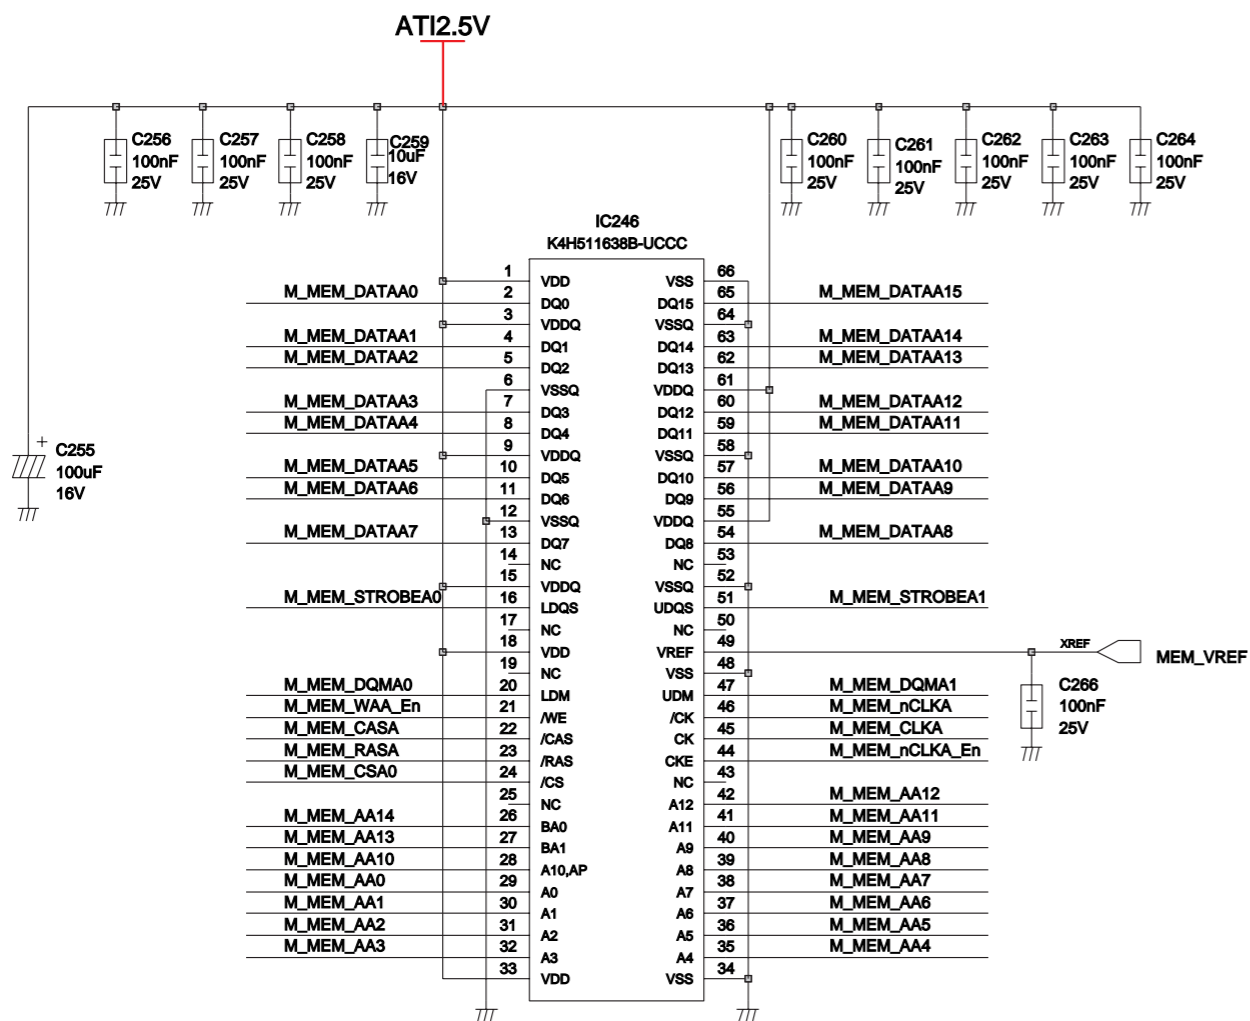 ATI2.5V
C256
100nF
25V
C257
100nF
25V
C258
100nF
25V
C259
10uF
16V
C260
100nF
25V
C261
100nF
25V
C262
100nF
25V
C263
100nF
25V
C264
100nF
25V
+
C255
100uF
16V
IC246
K4H511638B-UCCC
1 VDD VSS 66
M_MEM_DATAA0 2 DQ0 DQ15 65 M_MEM_DATAA15
3 VDDQ VSSQ 64
M_MEM_DATAA1 4 DQ1 DQ14 63 M_MEM_DATAA14
M_MEM_DATAA2 5 DQ2 DQ13 62 M_MEM_DATAA13
6 VSSQ VDDQ 61
M_MEM_DATAA3 7 DQ3 DQ12 60 M_MEM_DATAA12
M_MEM_DATAA4 8 DQ4 DQ11 59 M_MEM_DATAA11
9 VDDQ VSSQ 58
M_MEM_DATAA5 10 DQ5 DQ10 57 M_MEM_DATAA10
M_MEM_DATAA6 11 DQ6 DQ9 56 M_MEM_DATAA9
12 VSSQ VDDQ 55
M_MEM_DATAA7 13 DQ7 DQ8 54 M_MEM_DATAA8
14 NC NC 53
15 VDDQ VSSQ 52
M_MEM_STROBEA0 16 LDQS UDQS 51 M_MEM_STROBEA1
17 NC NC 50
18 VDD VREF 49 XREF MEM_VREF
19 NC VSS 48
M_MEM_DQMA0 20 LDM UDM 47 M_MEM_DQMA1
M_MEM_WAA_En 21 /WE /CK 46 M_MEM_nCLKA
M_MEM_CASA 22 /CAS CK 45 M_MEM_CLKA
M_MEM_RASA 23 /RAS CKE 44 M_MEM_nCLKA_En
M_MEM_CSA0 24 /CS NC 43
25 NC A12 42 M_MEM_AA12
M_MEM_AA14 26 BA0 A11 41 M_MEM_AA11
M_MEM_AA13 27 BA1 A9 40 M_MEM_AA9
M_MEM_AA10 28 A10,AP A8 39 M_MEM_AA8
M_MEM_AA0 29 A0 A7 38 M_MEM_AA7
M_MEM_AA1 30 A1 A6 37 M_MEM_AA6
M_MEM_AA2 31 A2 A5 36 M_MEM_AA5
M_MEM_AA3 32 A3 A4 35 M_MEM_AA4
33 VDD VSS 34
C266
100nF
25V